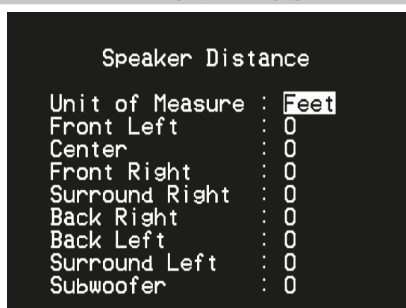 Speaker Distance
Unit of Measure : Feet
Front Left : 0
Center : 0
Front Right : 0
Surround Right : 0
Back Right : 0
Back Left : 0
Surround Left : 0
Subwoofer : 0